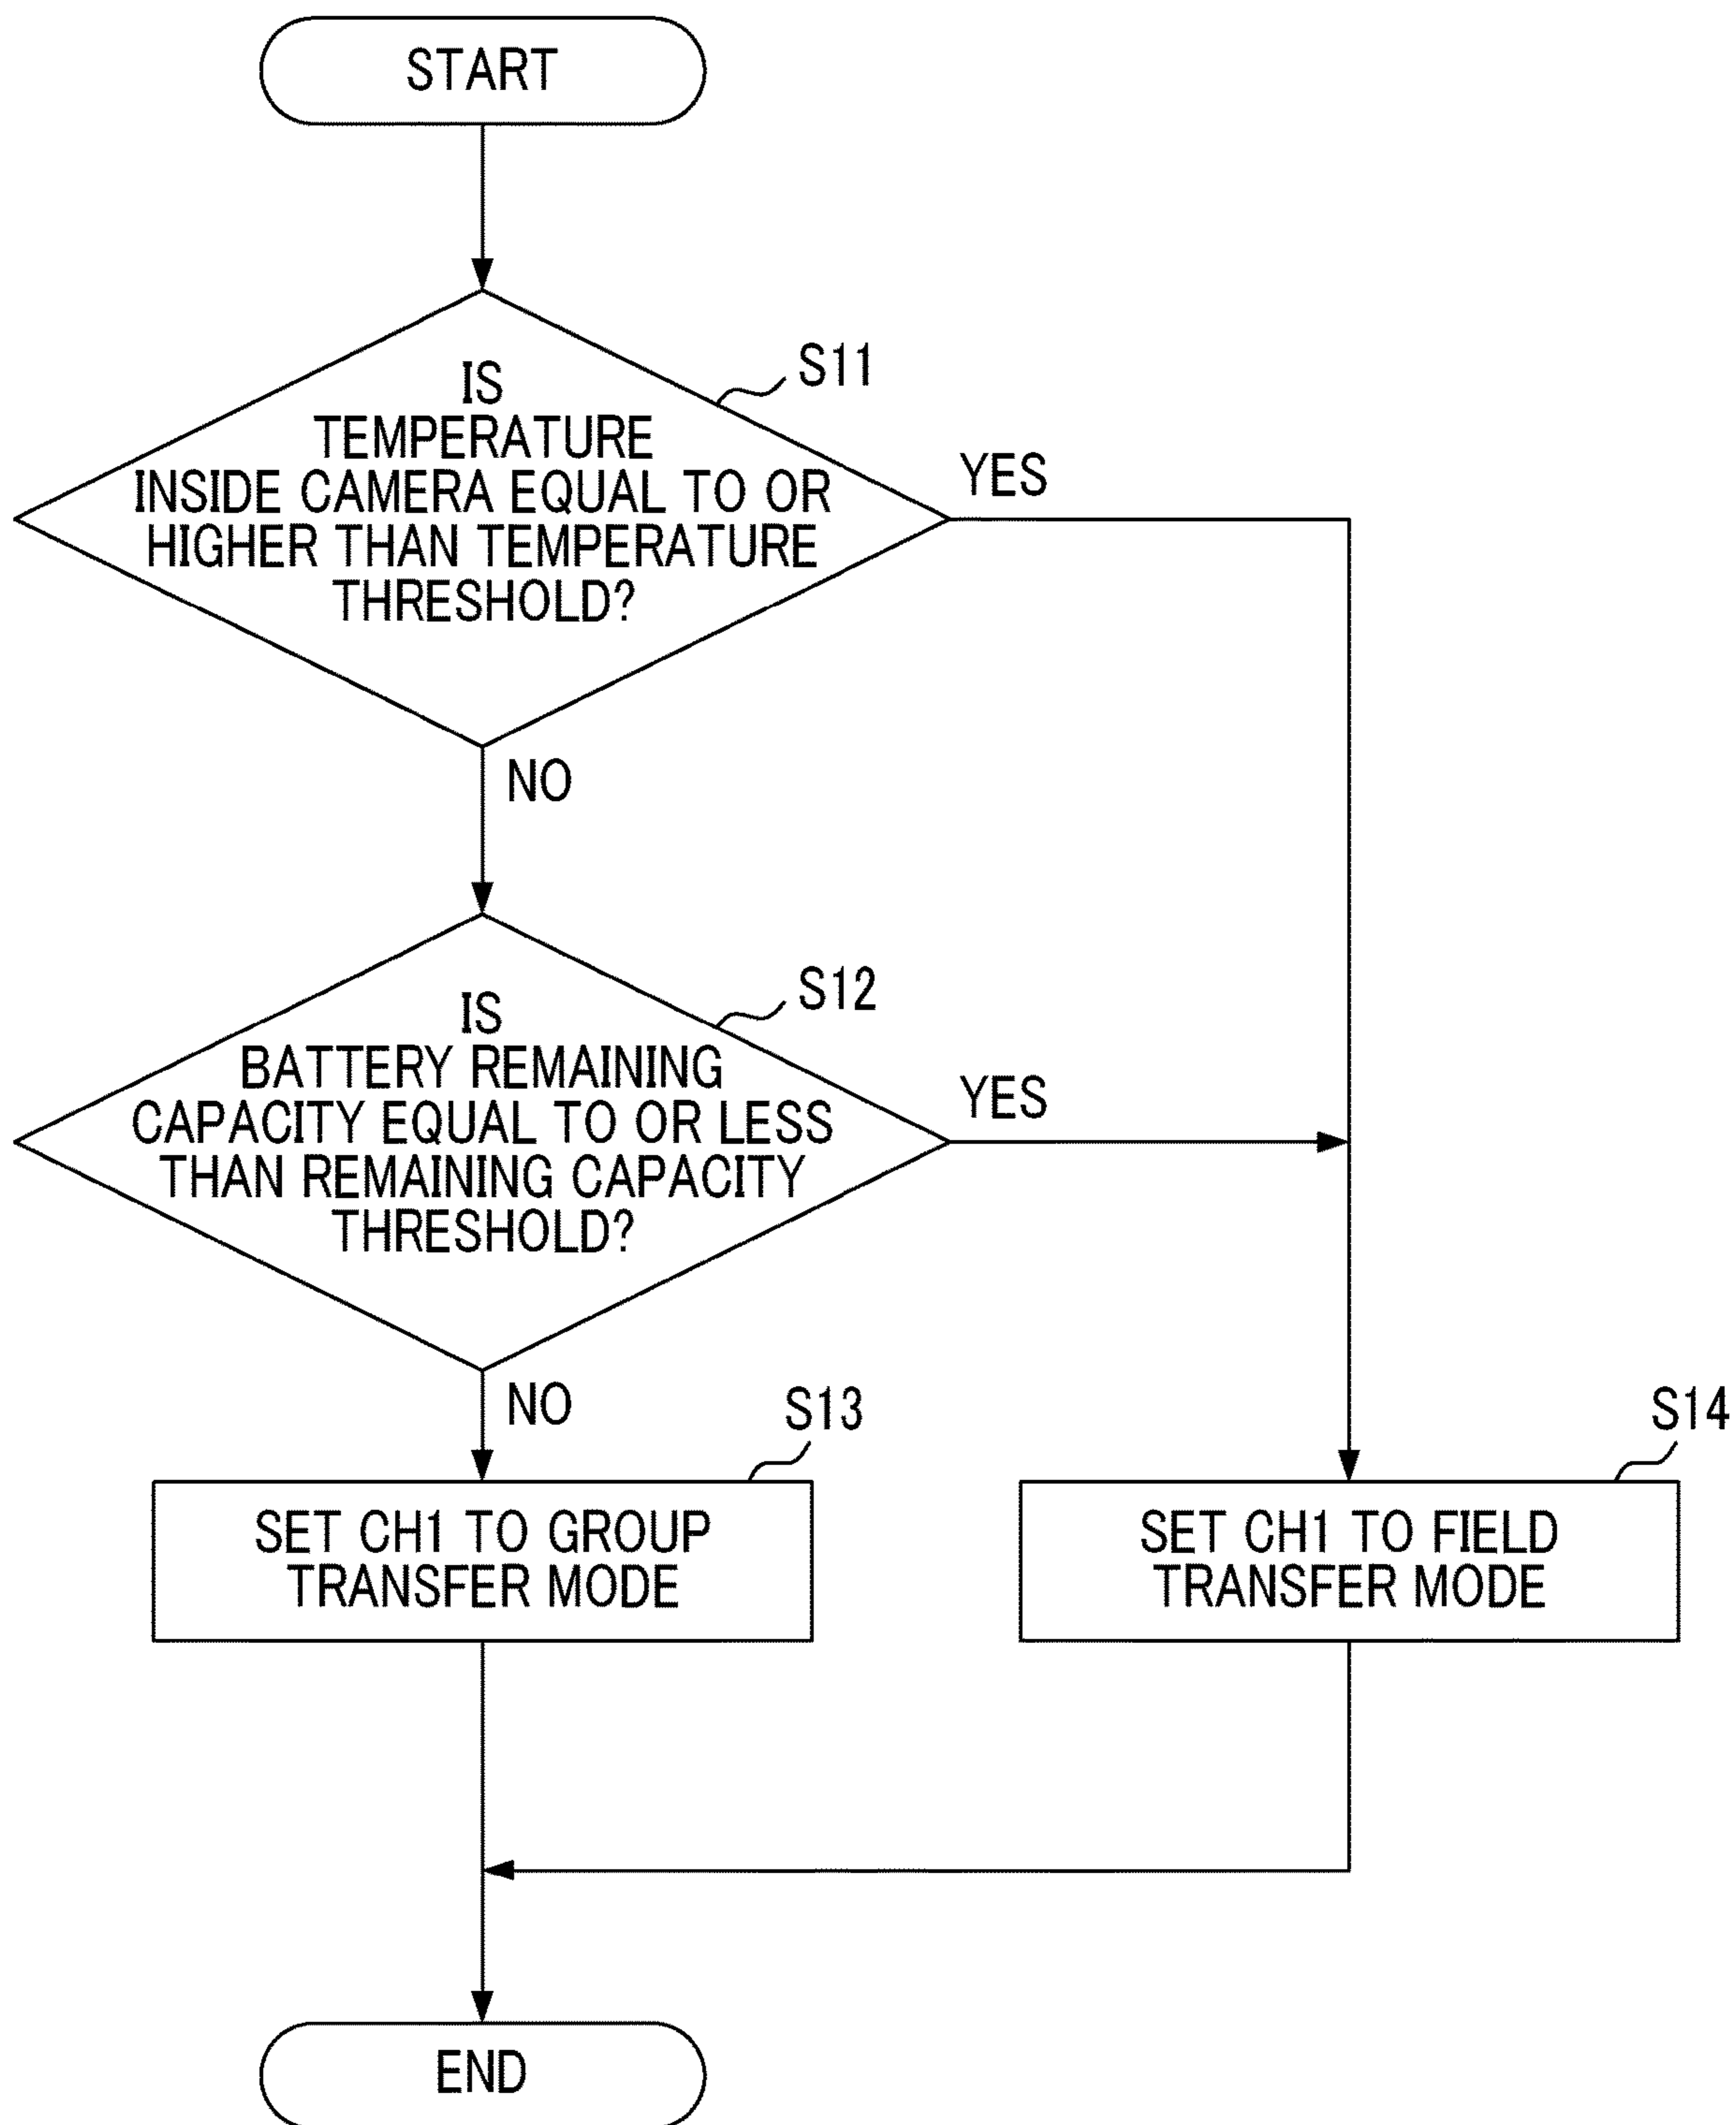 START
S11
IS
TEMPERATURE
INSIDE CAMERA EQUAL TO OR
HIGHER THAN TEMPERATURE
THRESHOLD?
YES
NO
S12
IS
BATTERY REMAINING
CAPACITY EQUAL TO OR LESS
THAN REMAINING CAPACITY
THRESHOLD?
YES
NO
S13
SET CH1 TO GROUP
TRANSFER MODE
S14
SET CH1 TO FIELD
TRANSFER MODE
END